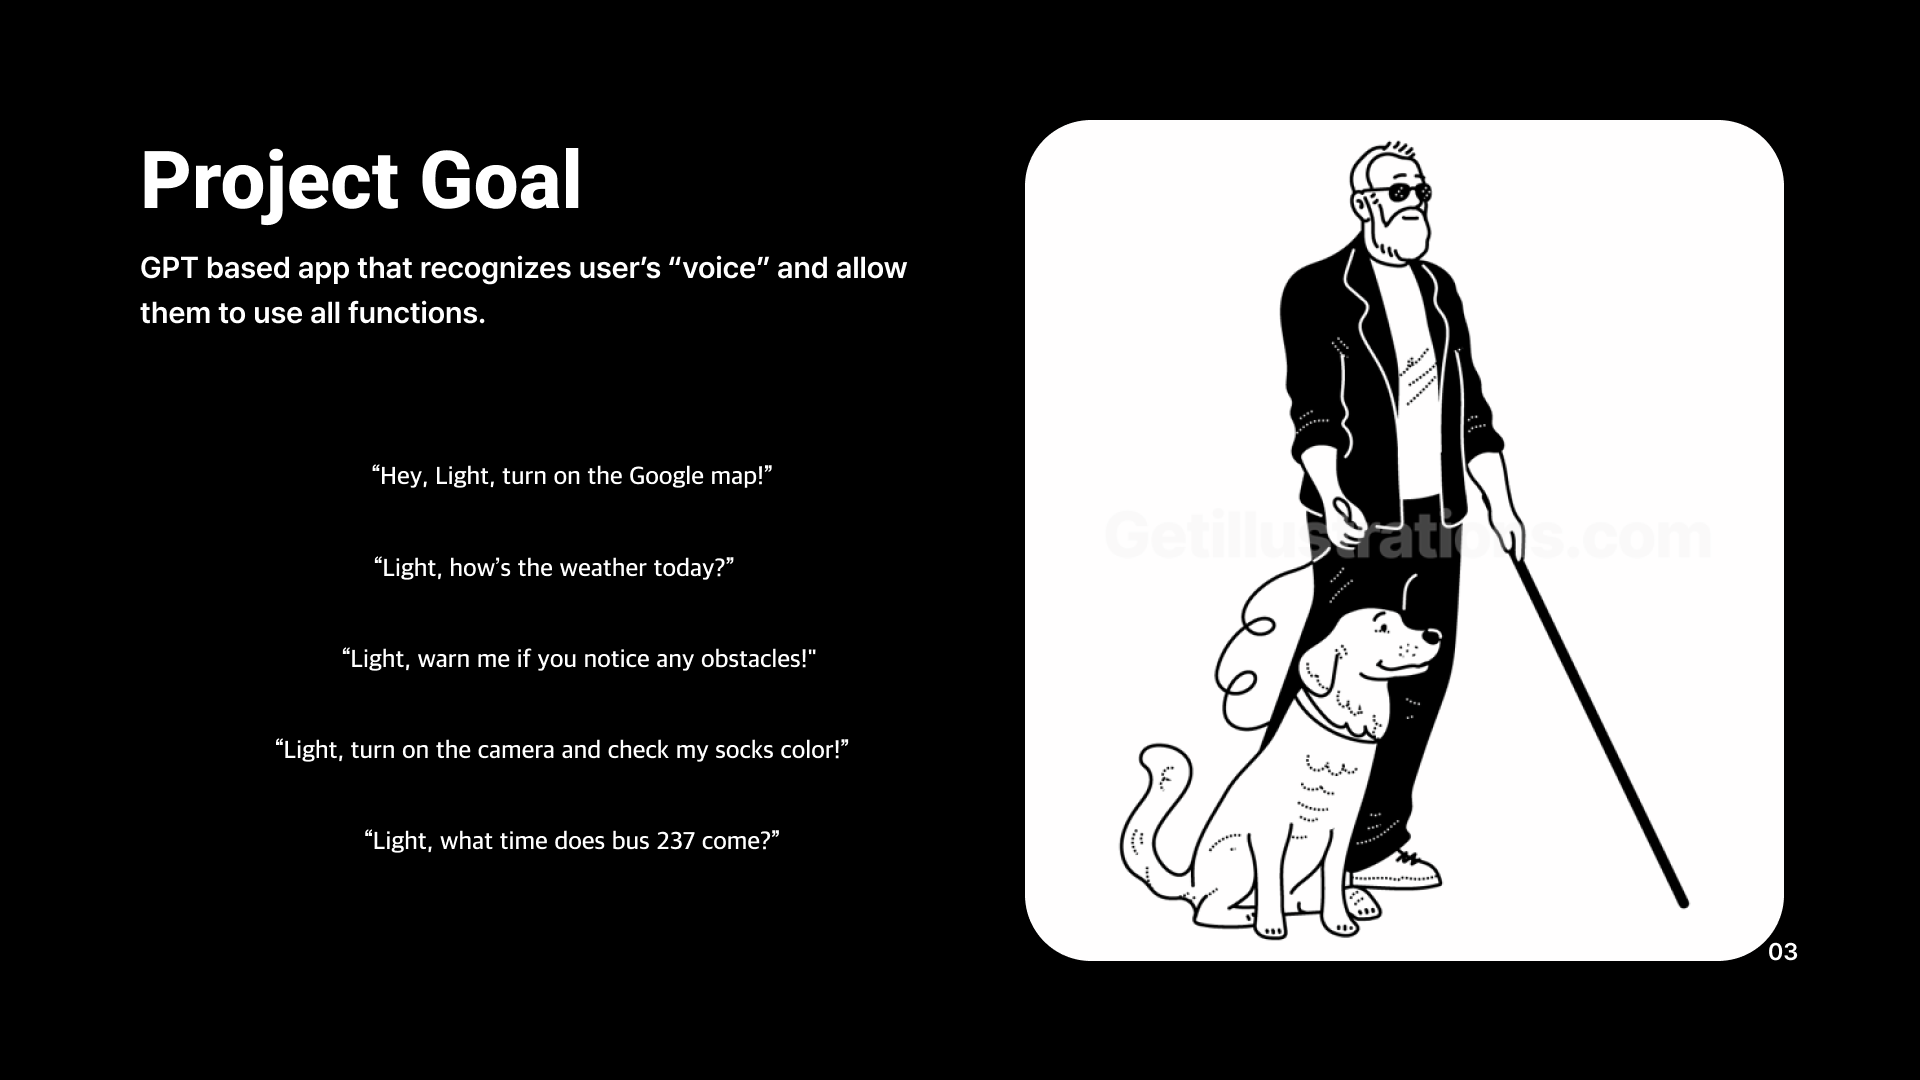 Project Goal
GPT based app that recognizes user’s “voice” and allow
them to use all functions.
“Hey, Light, turn on the Google map!”
“Light, how’s the weather today?”
“Light, warn me if you notice any obstacles!"
“Light, turn on the camera and check my socks color!”
“Light, what time does bus 237 come?”
Getillustrations.com
03